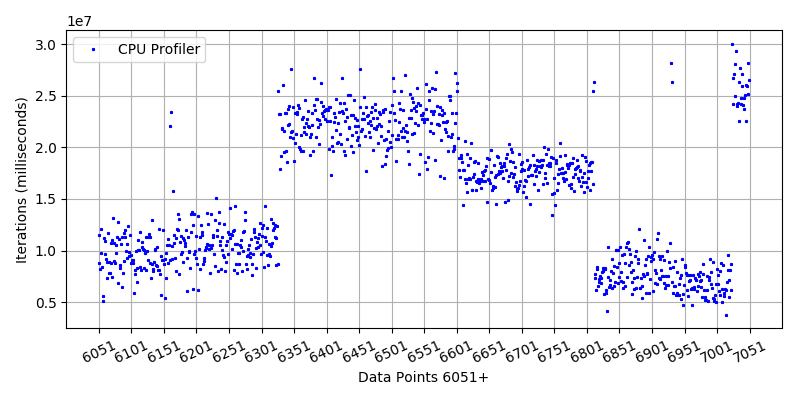 1e7
CPU Profiler
3.0
2.5
2.0
1.5
1.0
0.5
Iterations (milliseconds)
6051 6101 6151 6201 6251 6301 6351 6401 6451 6501 6551 6601 6651 6701 6751 6801 6851 6901 6951 7001 7051
Data Points 6051+